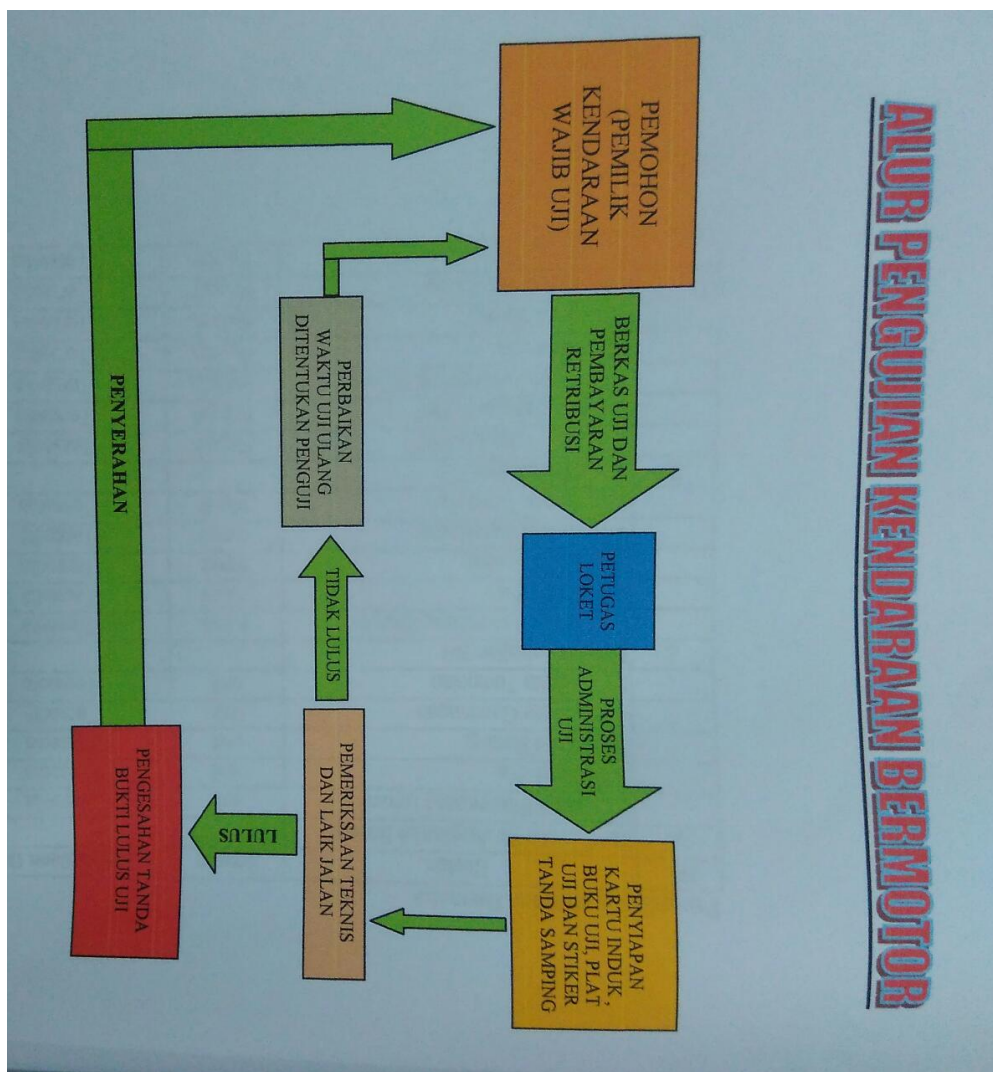 ALUR PENGUJIAN KENDARAAN BERMOTOR
PEMOHON
(PEMILIK
KENDARAAN
WAJIB UJI)
BERKAS UJI DAN
PEMBAYARAN
RETRIBUSI
PETUGAS
LOKET
PROSES
ADMINISTRASI
UJI
PENYIAPAN
KARTU INDUK ,
BUKU UJI, PLAT
UJI DAN STIKER
TANDA SAMPING
PEMERIKSAAN TEKNIS
DAN LAIK JALAN
TIDAK LULUS
PERBAIKAN
WAKTU UJI ULANG
DITENTUKAN PENGUJI
LULUS
PENGESAHAN TANDA
BUKTI LULUS UJI
PENYERAHAN